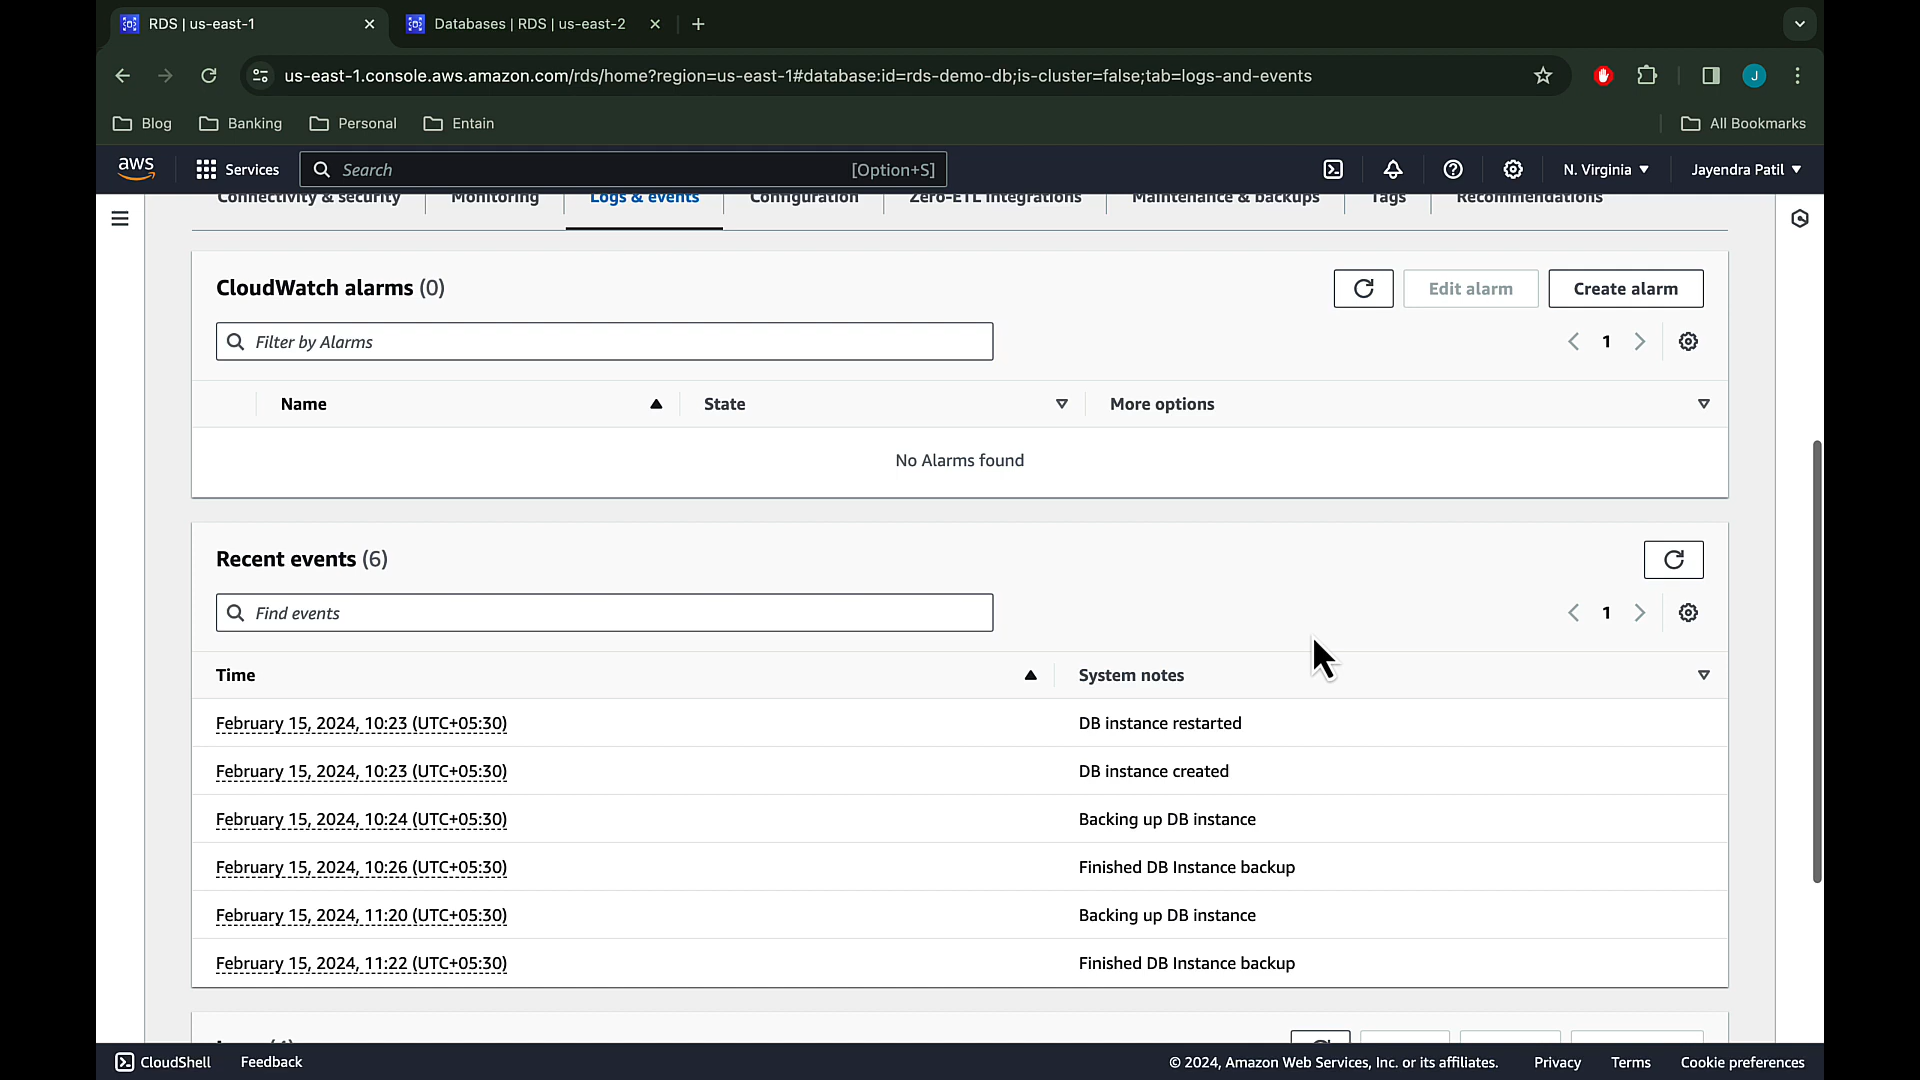 RDS | us-east-1
Databases | RDS | us-east-2
us-east-1.console.aws.amazon.com/rds/home?region=us-east-1#database:id=rds-demo-db;is-cluster=false;tab=logs-and-events
J
Blog Banking Personal Entain All Bookmarks
aws Services Search [Option+S] N. Virginia Jayendra Patil
Connectivity & security Monitoring Logs & events Configuration Zero-ETL integrations Maintenance & backups Tags Recommendations
CloudWatch alarms (0) Edit alarm Create alarm
Filter by Alarms 1
Name State More options
No Alarms found
Recent events (6)
Find events 1
Time System notes
February 15, 2024, 10:23 (UTC+05:30) DB instance restarted
February 15, 2024, 10:23 (UTC+05:30) DB instance created
February 15, 2024, 10:24 (UTC+05:30) Backing up DB instance
February 15, 2024, 10:26 (UTC+05:30) Finished DB Instance backup
February 15, 2024, 11:20 (UTC+05:30) Backing up DB instance
February 15, 2024, 11:22 (UTC+05:30) Finished DB Instance backup
CloudShell Feedback © 2024, Amazon Web Services, Inc. or its affiliates. Privacy Terms Cookie preferences